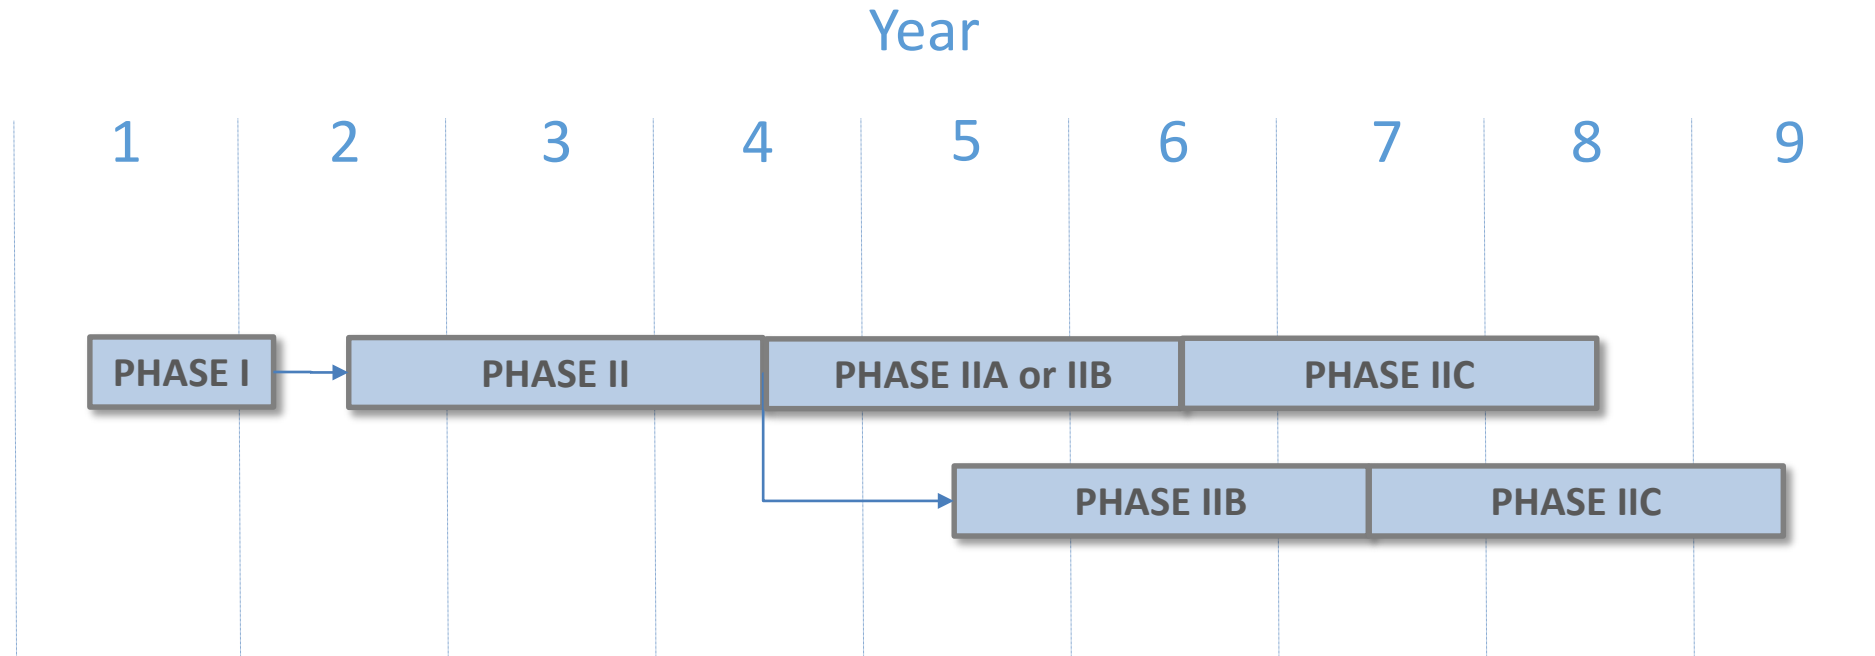 Year
1 2 3 4 5 6 7 8 9
PHASE I PHASE II PHASE IIA or IIB PHASE IIC
PHASE IIB PHASE IIC